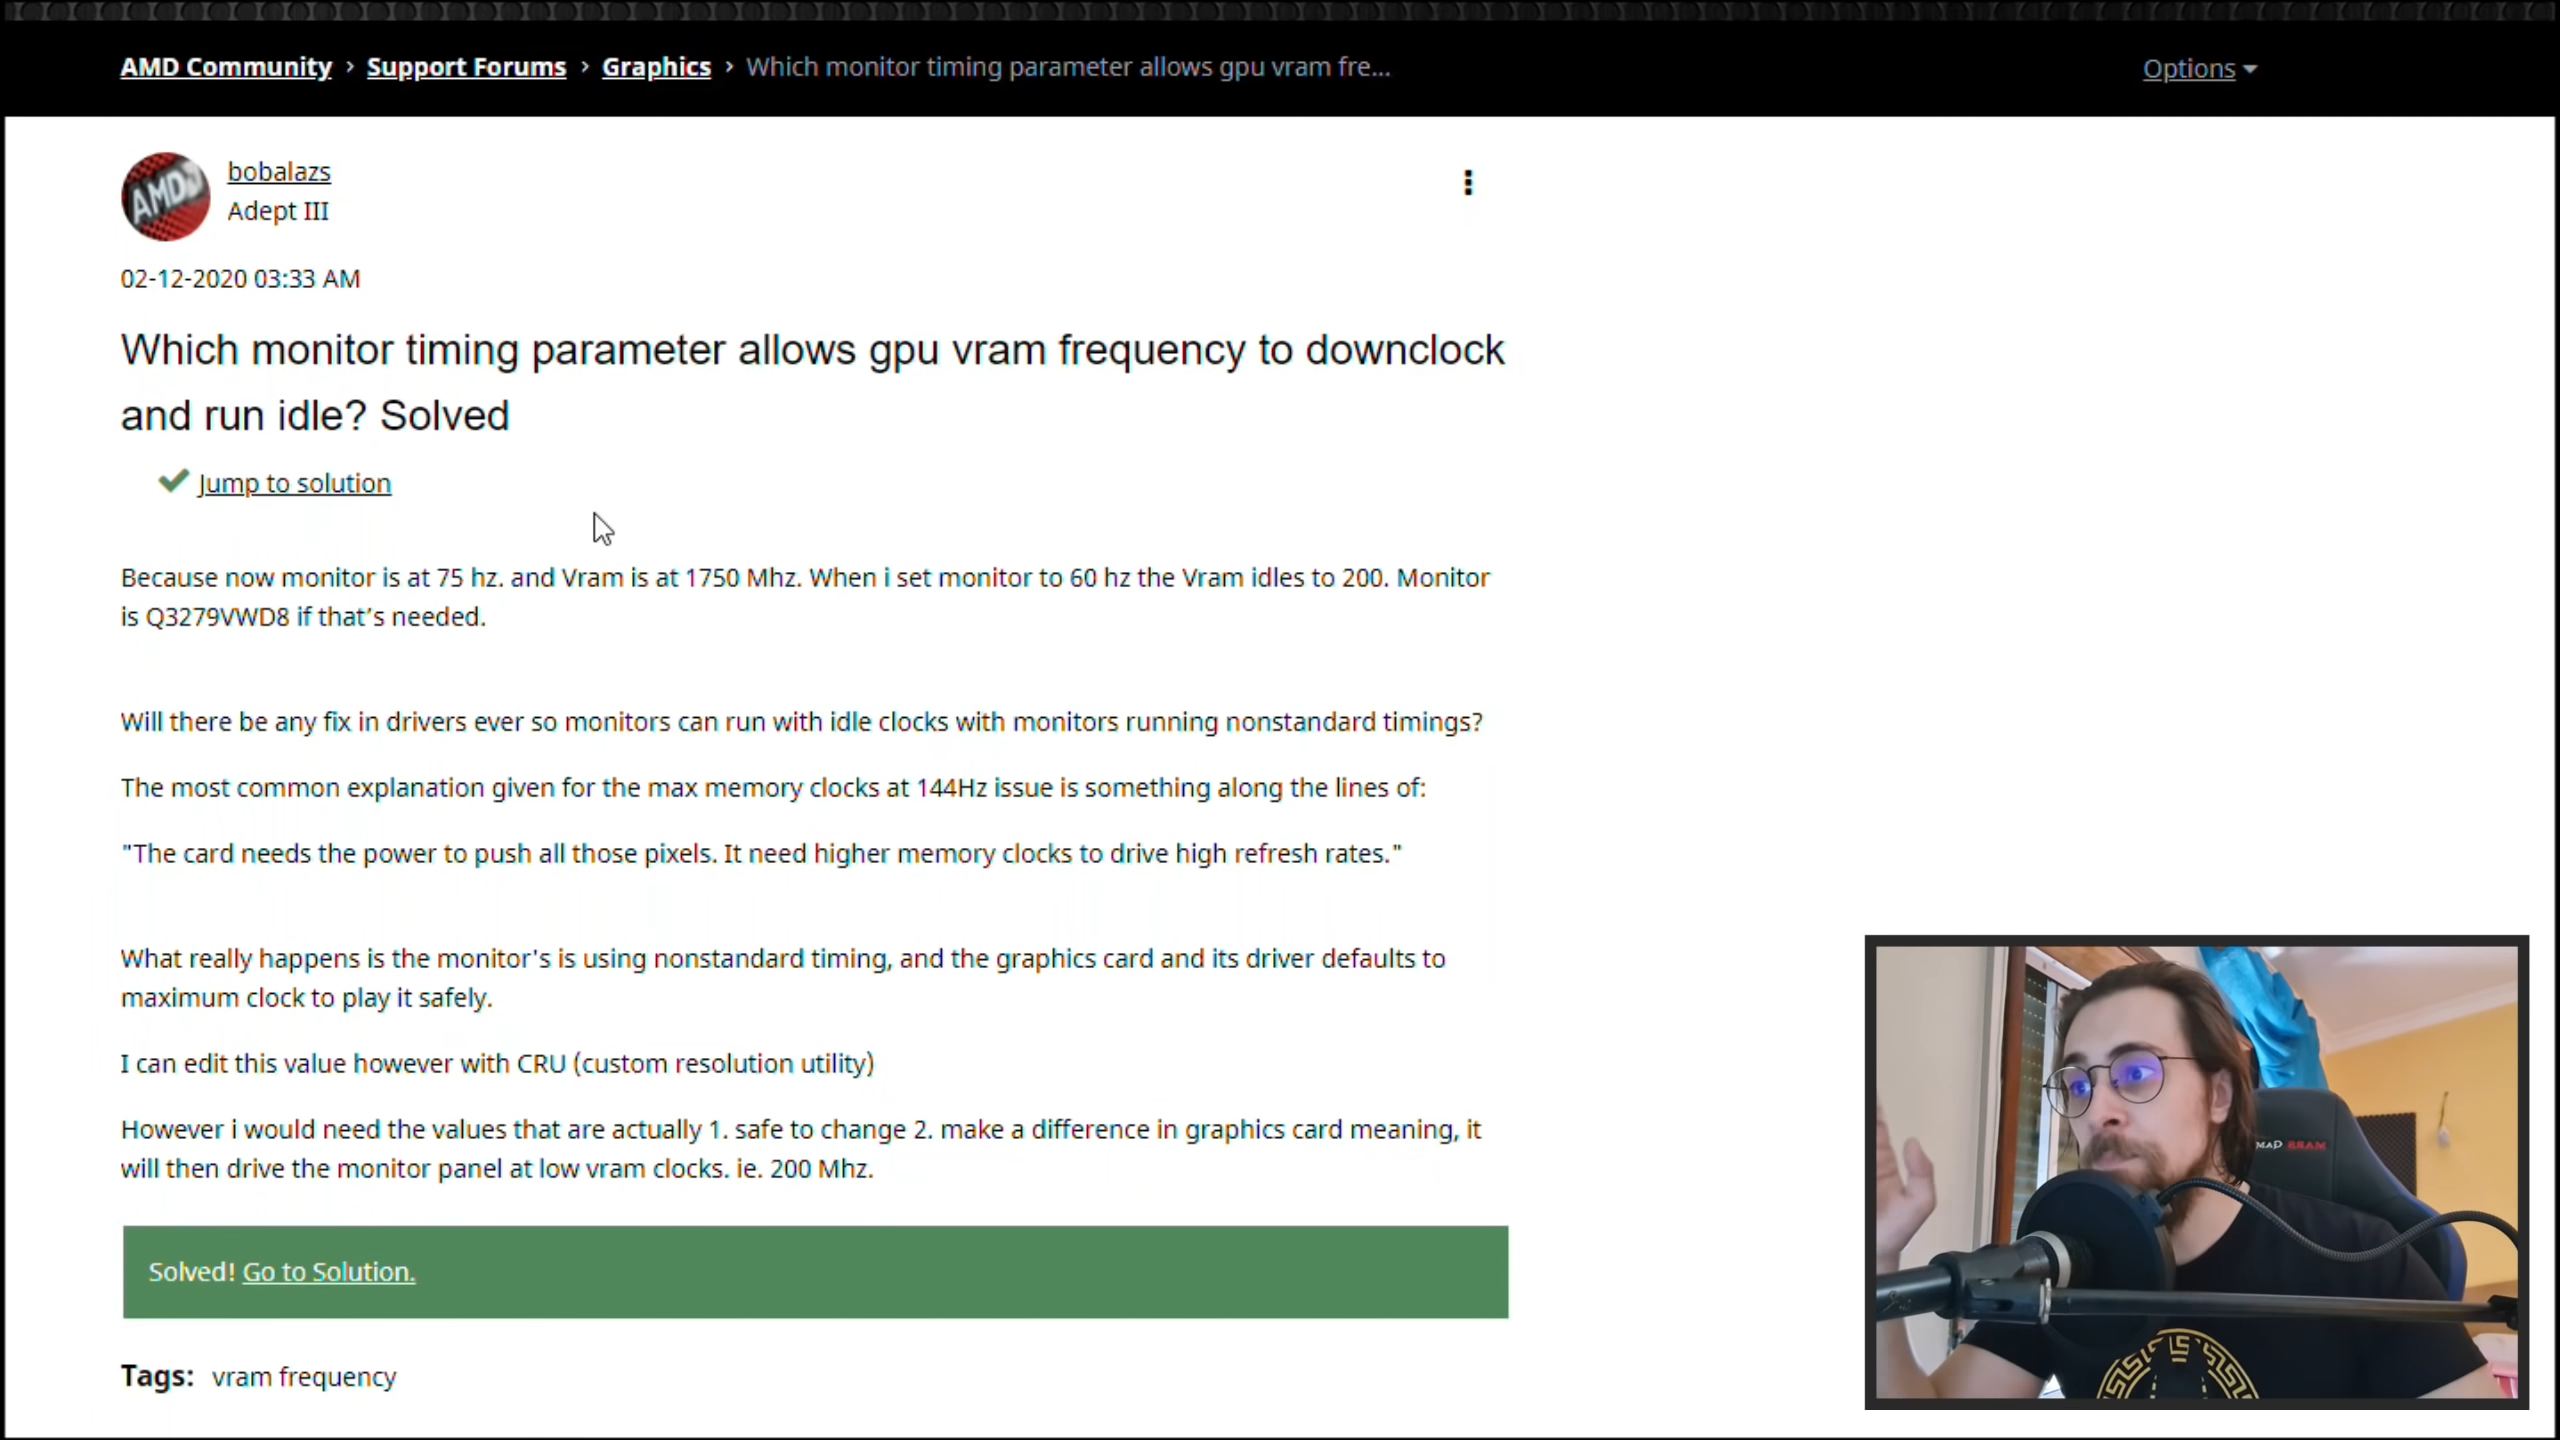 AMD Community › Support Forums › Graphics › Which monitor timing parameter allows gpu vram fre...
Options
AMD
bobalazs
Adept III
02-12-2020 03:33 AM
Which monitor timing parameter allows gpu vram frequency to downclock
and run idle? Solved
Jump to solution
Because now monitor is at 75 hz. and Vram is at 1750 Mhz. When i set monitor to 60 hz the Vram idles to 200. Monitor
is Q3279VWD8 if that's needed.
Will there be any fix in drivers ever so monitors can run with idle clocks with monitors running nonstandard timings?
The most common explanation given for the max memory clocks at 144Hz issue is something along the lines of:
"The card needs the power to push all those pixels. It need higher memory clocks to drive high refresh rates."
What really happens is the monitor's is using nonstandard timing, and the graphics card and its driver defaults to
maximum clock to play it safely.
I can edit this value however with CRU (custom resolution utility)
However i would need the values that are actually 1. safe to change 2. make a difference in graphics card meaning, it
will then drive the monitor panel at low vram clocks. ie. 200 Mhz.
Solved! Go to Solution.
Tags: vram frequency
MAD